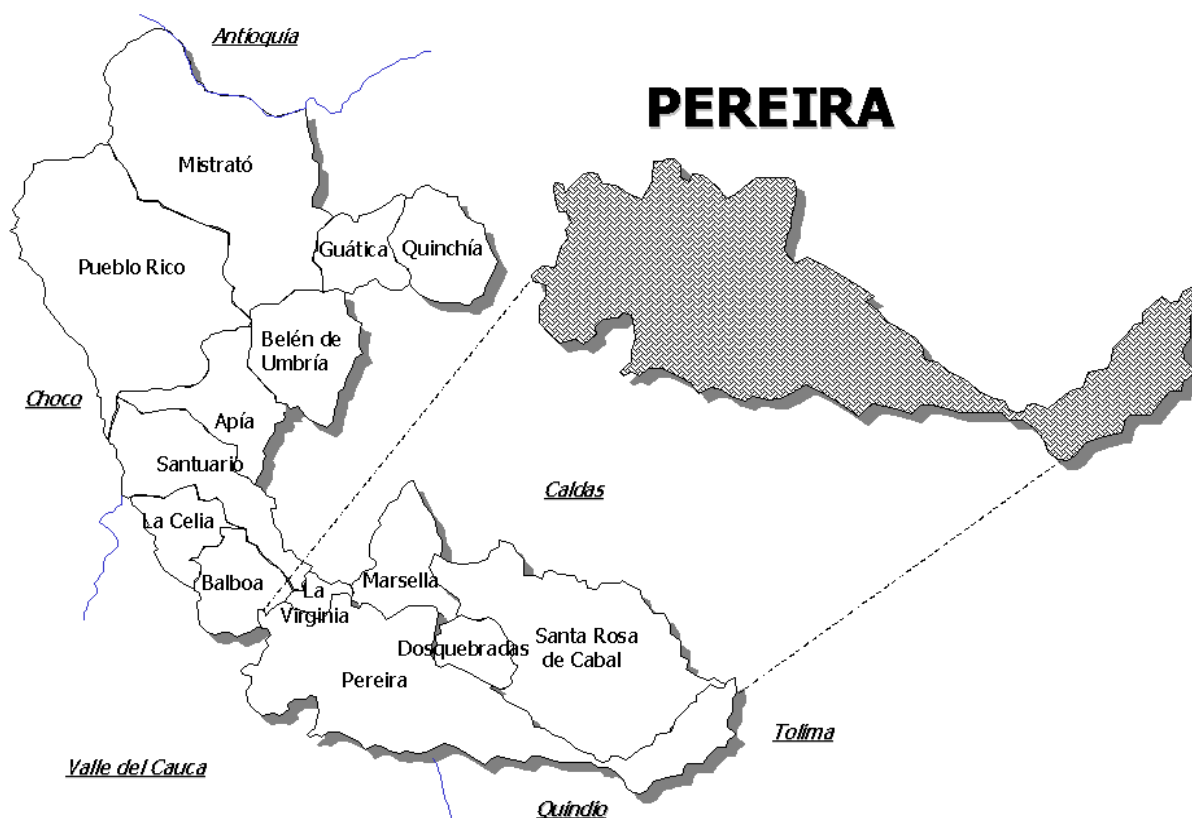 Antioquía
PEREIRA
Mistrató
Guática
Quinchía
Pueblo Rico
Belén de
Umbría
Choco
Apía
Santuario
Caldas
La Celia
Balboa
La
Virginia
Marsella
Dosquebradas
Santa Rosa
de Cabal
Pereira
Tolima
Valle del Cauca
Quindío